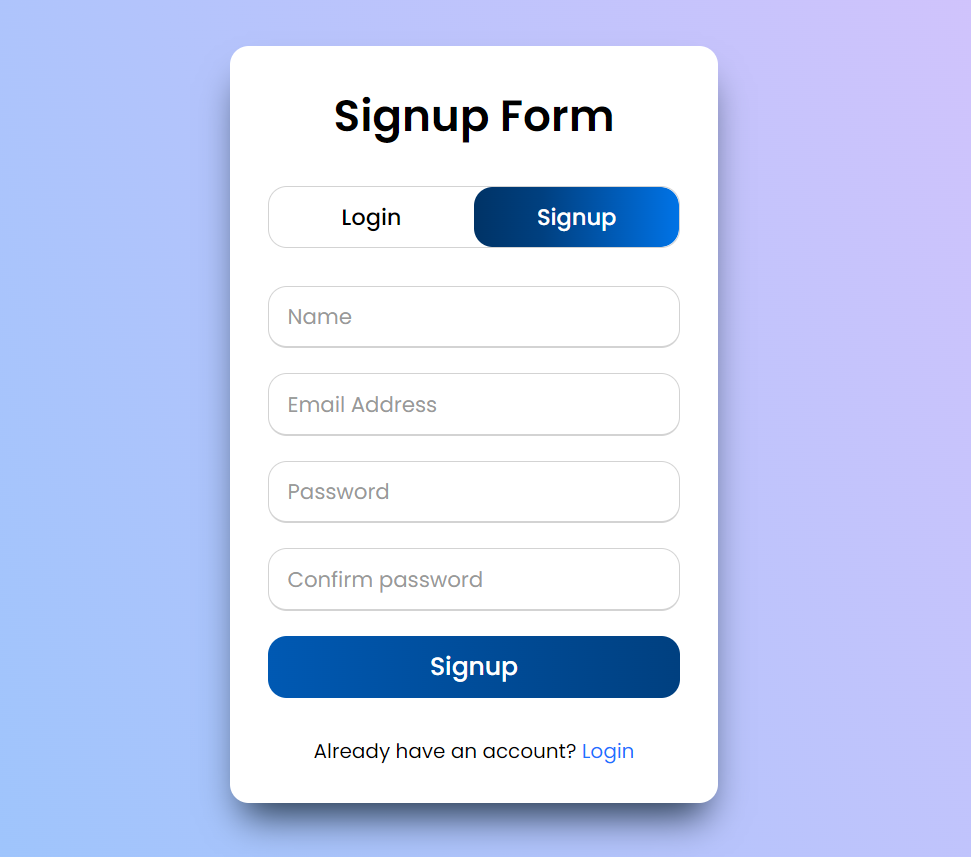 Signup Form
Login Signup
Name
Email Address
Password
Confirm password
Signup
Already have an account? Login